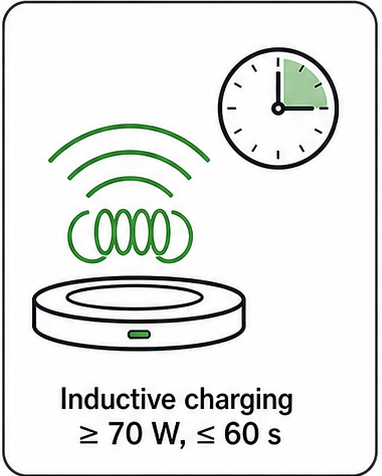 Inductive charging
≥ 70 W, ≤ 60 s